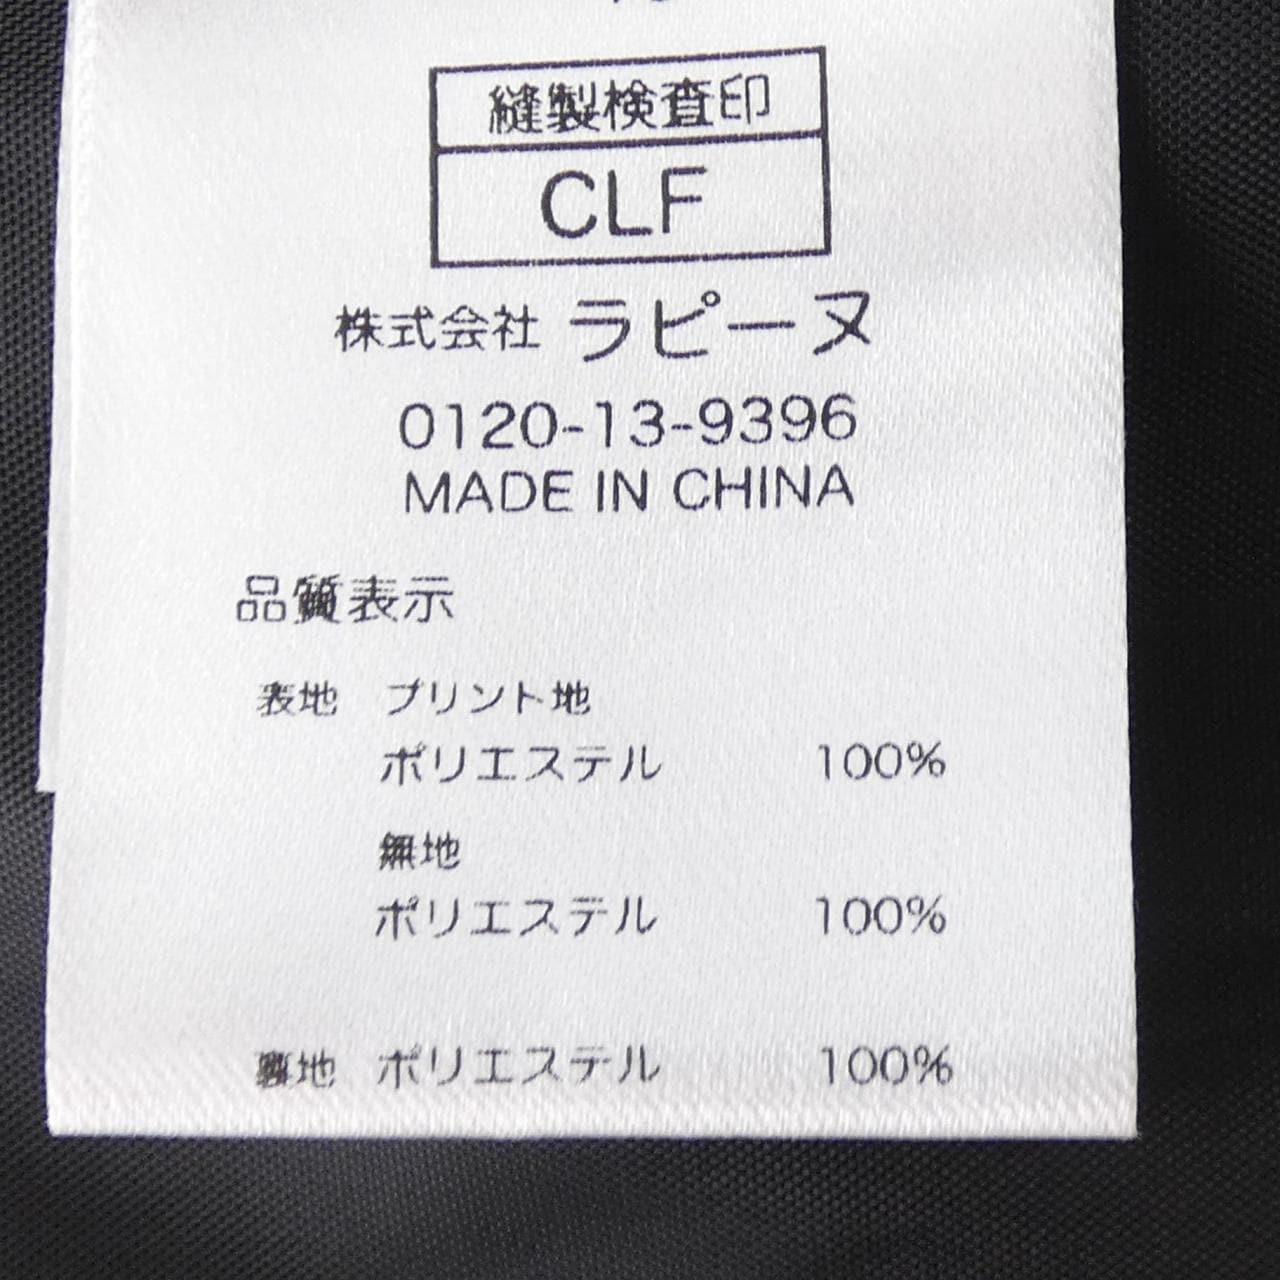 縫製検査印
CLF
株式会社 ラピーヌ
0120-13-9396
MADE IN CHINA
品質表示
表地 プリント地
ポリエステル 100%
無地
ポリエステル 100%
裏地 ポリエステル 100%